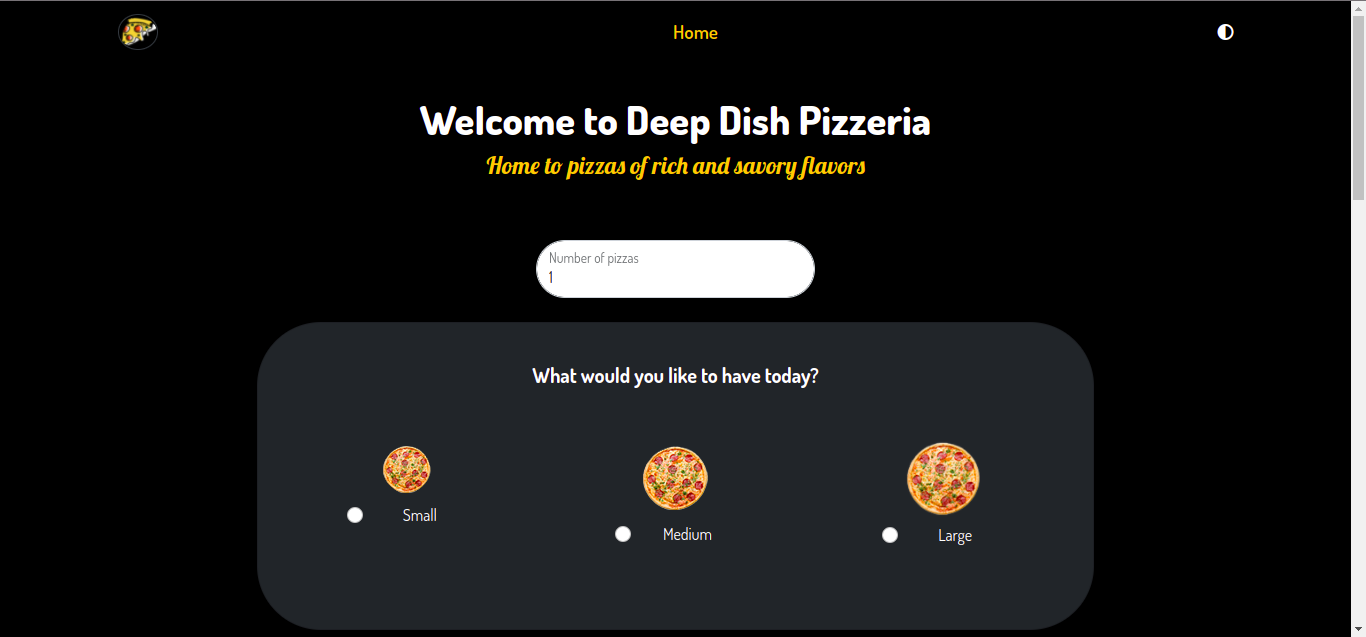 Home
Welcome to Deep Dish Pizzeria
Home to pizzas of rich and savory flavors
Number of pizzas
1
What would you like to have today?
Small
Medium
Large